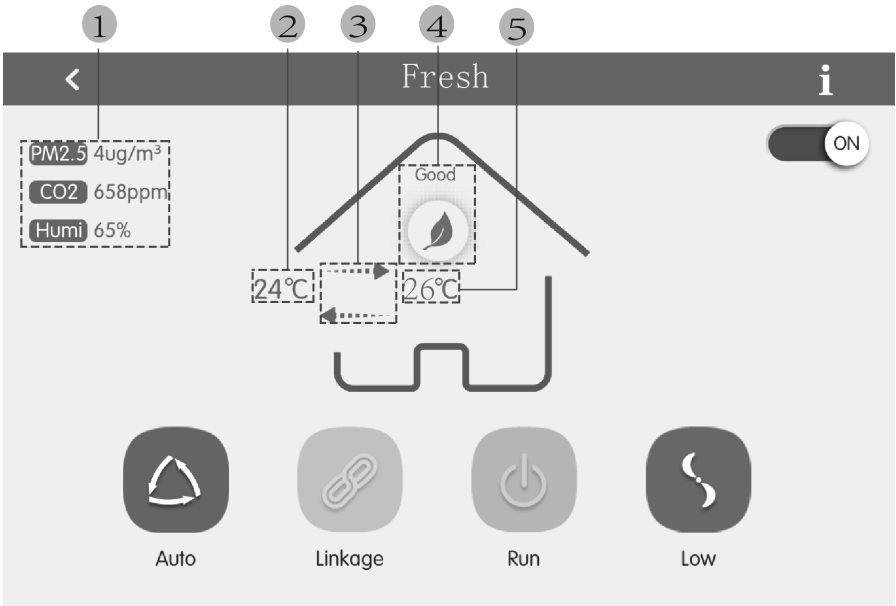 1 2 3 4 5
Fresh
i
ON
PM2.5 4ug/m³
CO2 658ppm
Humi 65%
Good
24℃
26℃
Auto Linkage Run Low